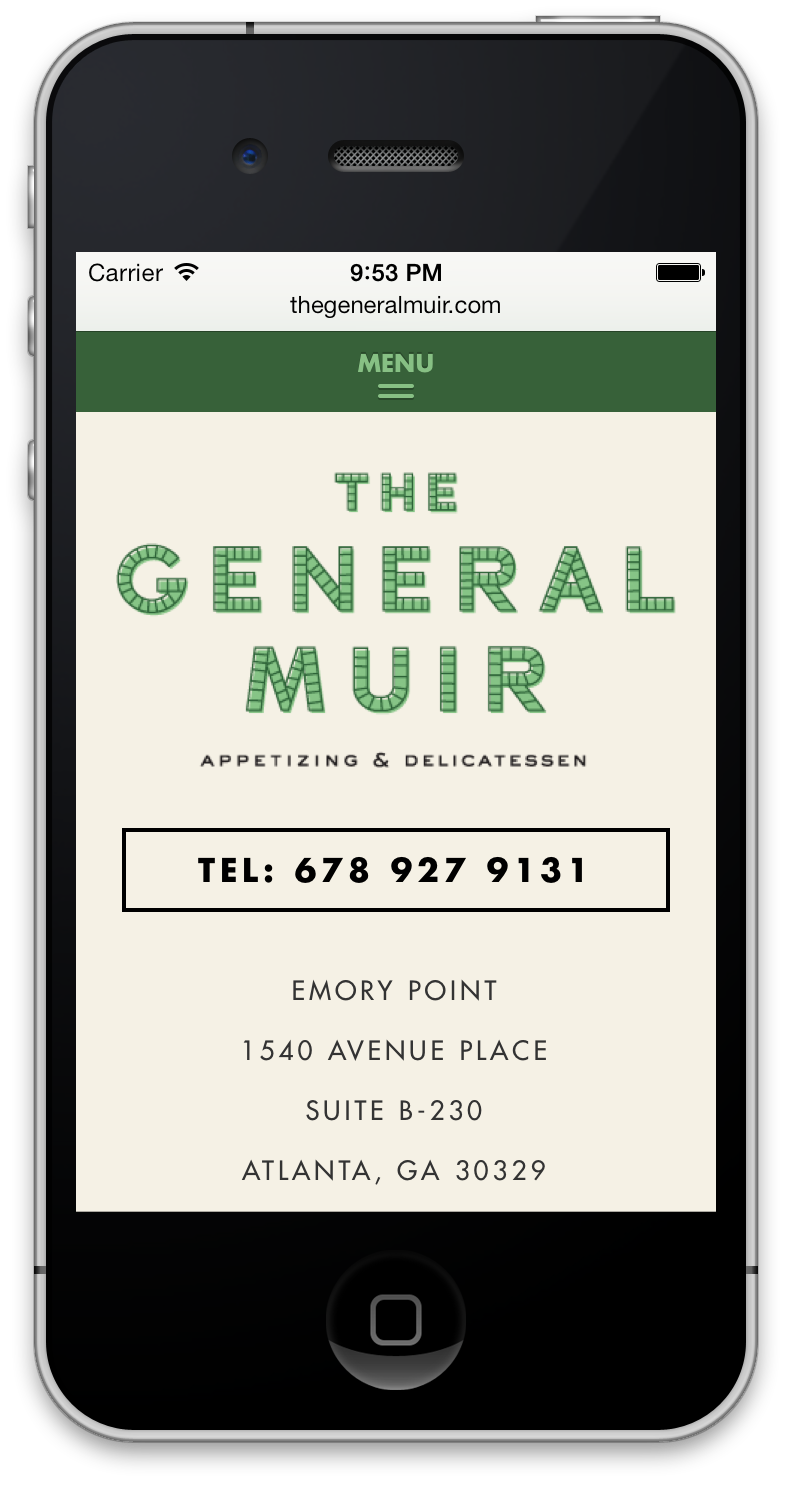 Carrier 9:53 PM
thegeneralmuir.com
MENU
THE
GENERAL
MUIR
APPETIZING & DELICATESSEN
TEL: 678 927 9131
EMORY POINT
1540 AVENUE PLACE
SUITE B-230
ATLANTA, GA 30329